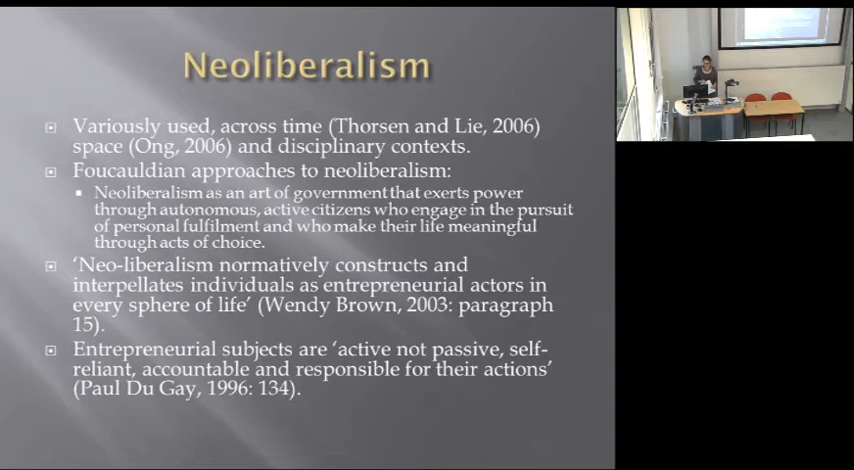 Neoliberalism
Variously used, across time (Thorsen and Lie, 2006)
space (Ong, 2006) and disciplinary contexts.
Foucauldian approaches to neoliberalism:
Neoliberalism as an art of government that exerts power
through autonomous, active citizens who engage in the pursuit
of personal fulfilment and who make their life meaningful
through acts of choice.
‘Neo-liberalism normatively constructs and
interpellates individuals as entrepreneurial actors in
every sphere of life’ (Wendy Brown, 2003: paragraph
15).
Entrepreneurial subjects are ‘active not passive, self-
reliant, accountable and responsible for their actions’
(Paul Du Gay, 1996: 134).